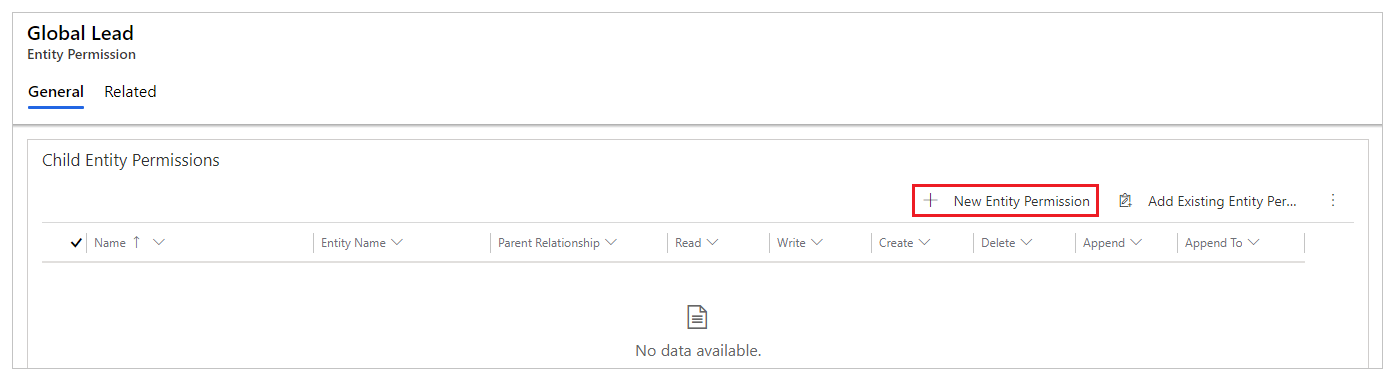 Global Lead
Entity Permission
General Related
Child Entity Permissions
New Entity Permission Add Existing Entity Per...
Name Entity Name Parent Relationship Read Write Create Delete Append Append To
No data available.